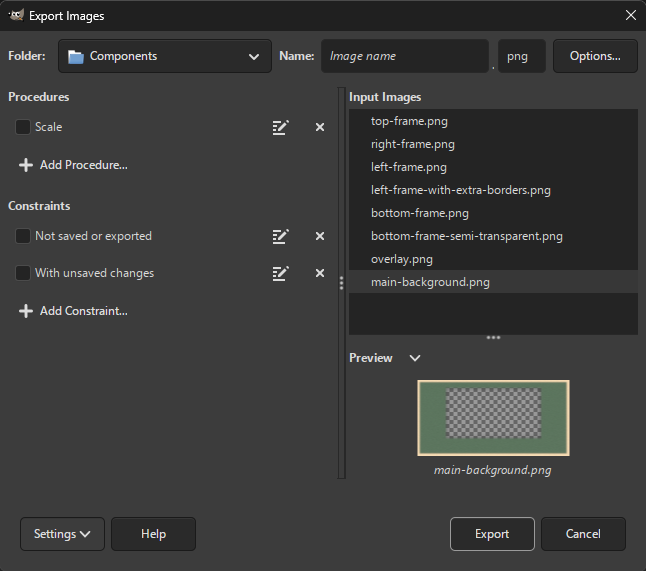 Export Images
Folder: Components Name: Image name . png Options...
Procedures
Scale
Add Procedure...
Constraints
Not saved or exported
With unsaved changes
Add Constraint...
Input Images
top-frame.png
right-frame.png
left-frame.png
left-frame-with-extra-borders.png
bottom-frame.png
bottom-frame-semi-transparent.png
overlay.png
main-background.png
Preview
main-background.png
Settings Help Export Cancel